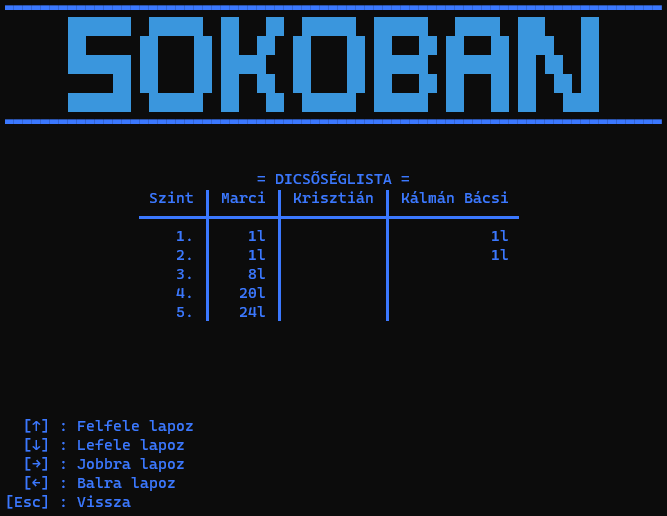 SOKOBAN
= DICSŐSÉGLISTA =
Szint Marci Krisztián Kálmán Bácsi
1. 1l 1l
2. 1l 1l
3. 8l
4. 20l
5. 24l
[↑] : Felfele lapoz
[↓] : Lefele lapoz
[→] : Jobbra lapoz
[←] : Balra lapoz
[Esc] : Vissza